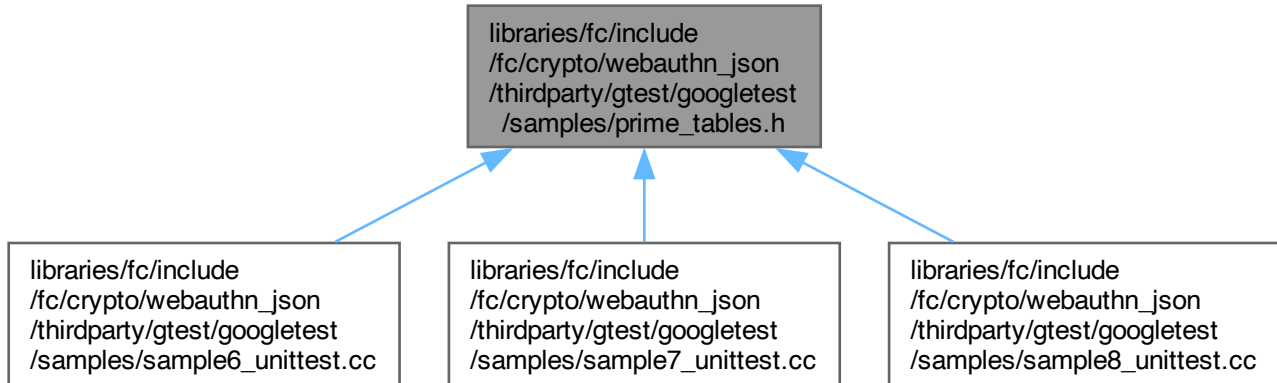 libraries/fc/include
/fc/crypto/webauthn_json
/thirdparty/gtest/googletest
/samples/prime_tables.h
libraries/fc/include
/fc/crypto/webauthn_json
/thirdparty/gtest/googletest
/samples/sample6_unittest.cc
libraries/fc/include
/fc/crypto/webauthn_json
/thirdparty/gtest/googletest
/samples/sample7_unittest.cc
libraries/fc/include
/fc/crypto/webauthn_json
/thirdparty/gtest/googletest
/samples/sample8_unittest.cc